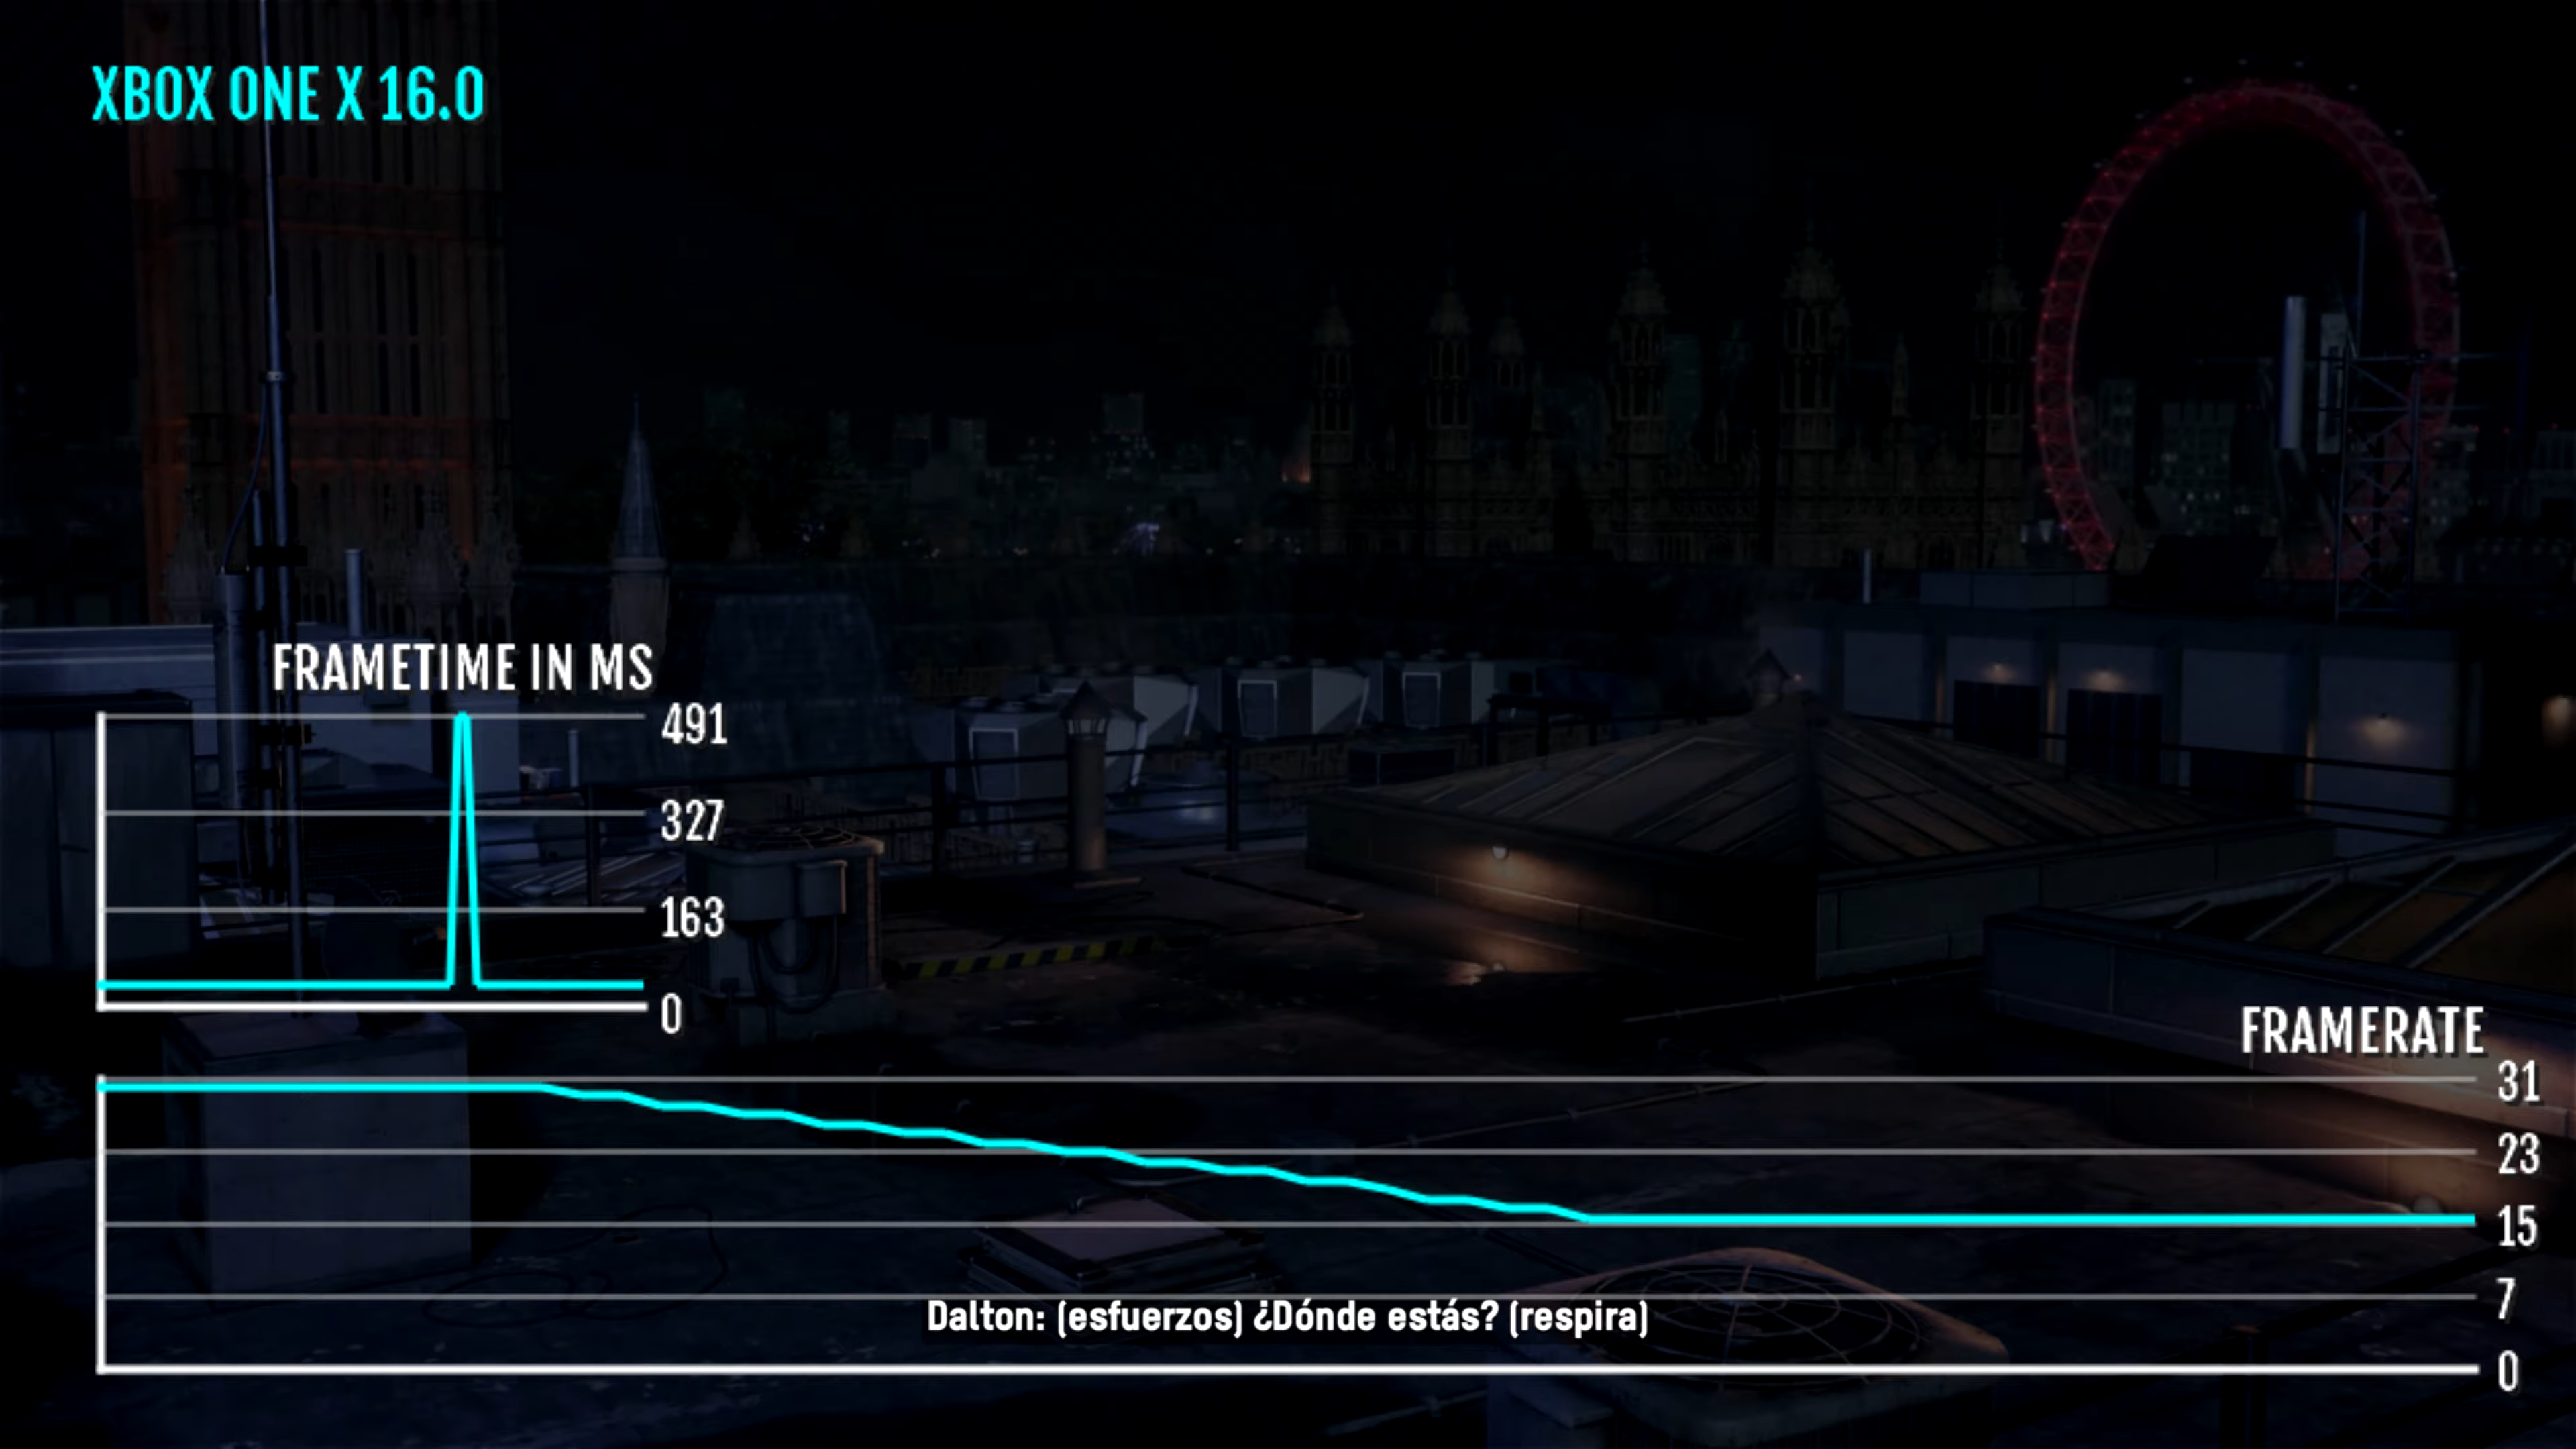 XBOX ONE X 16.0
FRAMETIME IN MS
491
327
163
0
FRAMERATE
31
23
15
7
0
Dalton: (esfuerzos) ¿Dónde estás? (respira)